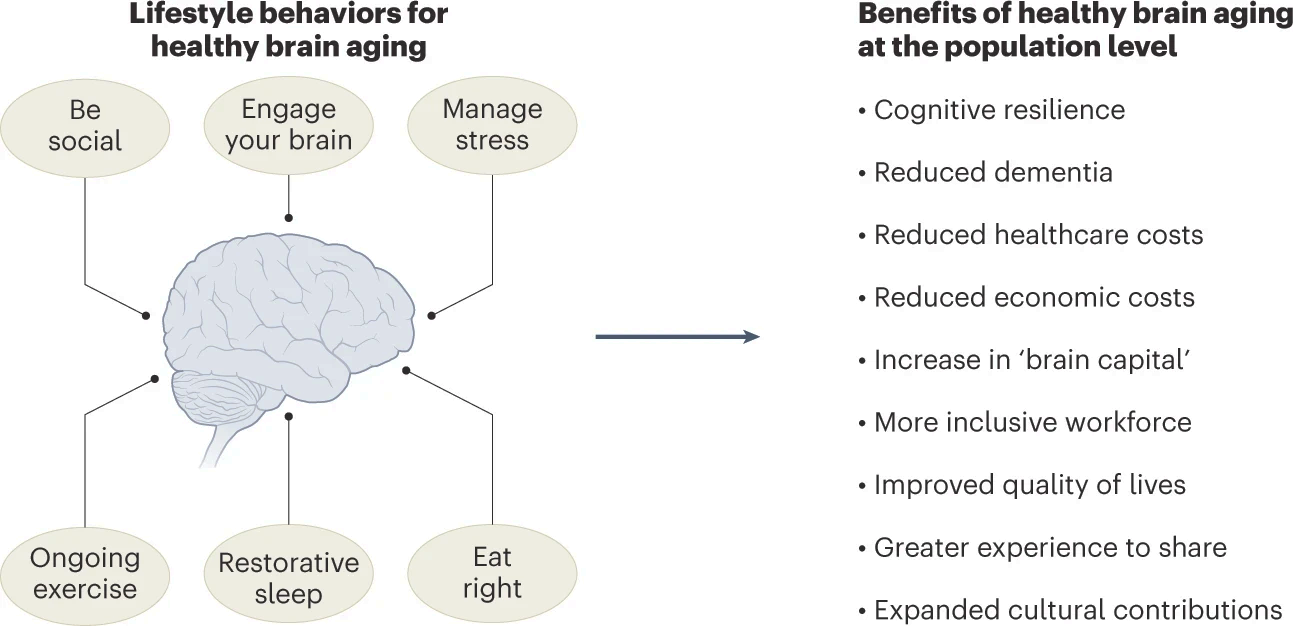 Lifestyle behaviors for
healthy brain aging
Be
social
Engage
your brain
Manage
stress
Ongoing
exercise
Restorative
sleep
Eat
right
Benefits of healthy brain aging
at the population level
• Cognitive resilience
• Reduced dementia
• Reduced healthcare costs
• Reduced economic costs
• Increase in ‘brain capital’
• More inclusive workforce
• Improved quality of lives
• Greater experience to share
• Expanded cultural contributions